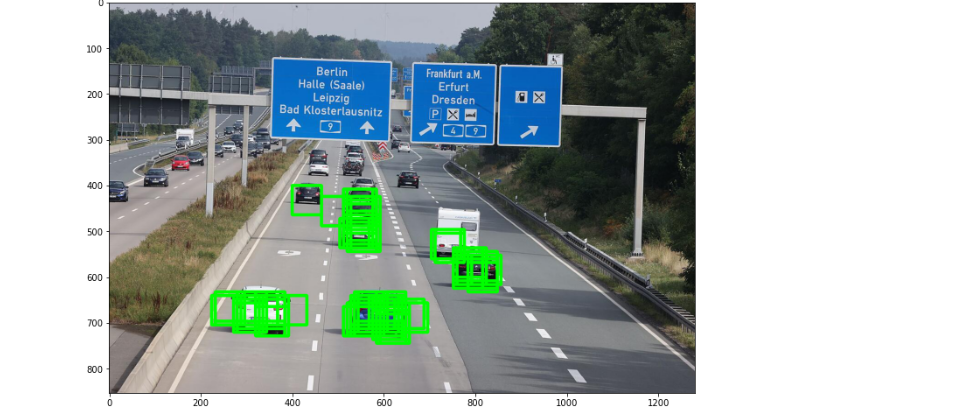 0
100
200
300
400
500
600
700
800
0
200
400
600
800
1000
1200
Berlin
Halle (Saale)
Leipzig
Bad Klosterlausnitz
9
Frankfurt a.M.
Erfurt
Dresden
P
4
9